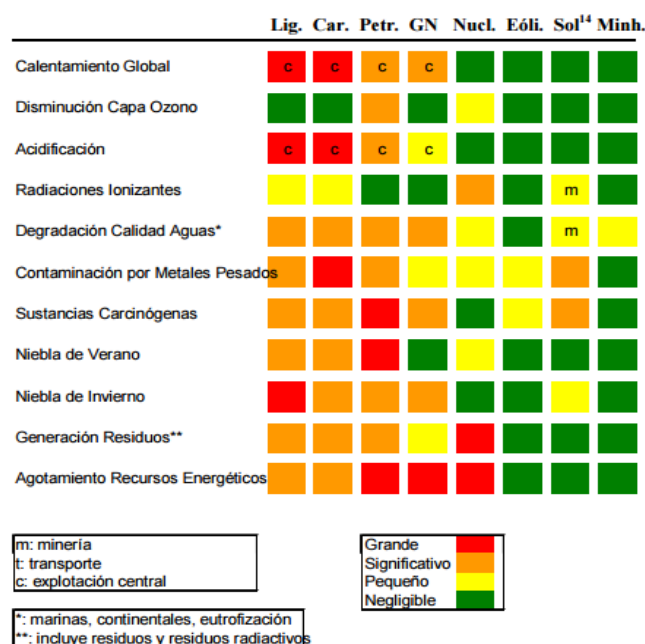 Lig. Car. Petr. GN Nucl. Eóli. Sol14 Minh.
Calentamiento Global c c c c
Disminución Capa Ozono
Acidificación c c c c
Radiaciones Ionizantes m
Degradación Calidad Aguas* m
Contaminación por Metales Pesados
Sustancias Carcinógenas
Niebla de Verano
Niebla de Invierno
Generación Residuos**
Agotamiento Recursos Energéticos
m: minería
t: transporte
c: explotación central
Grande
Significativo
Pequeño
Negligible
*: marinas, continentales, eutrofización
**: incluye residuos y residuos radiactivos